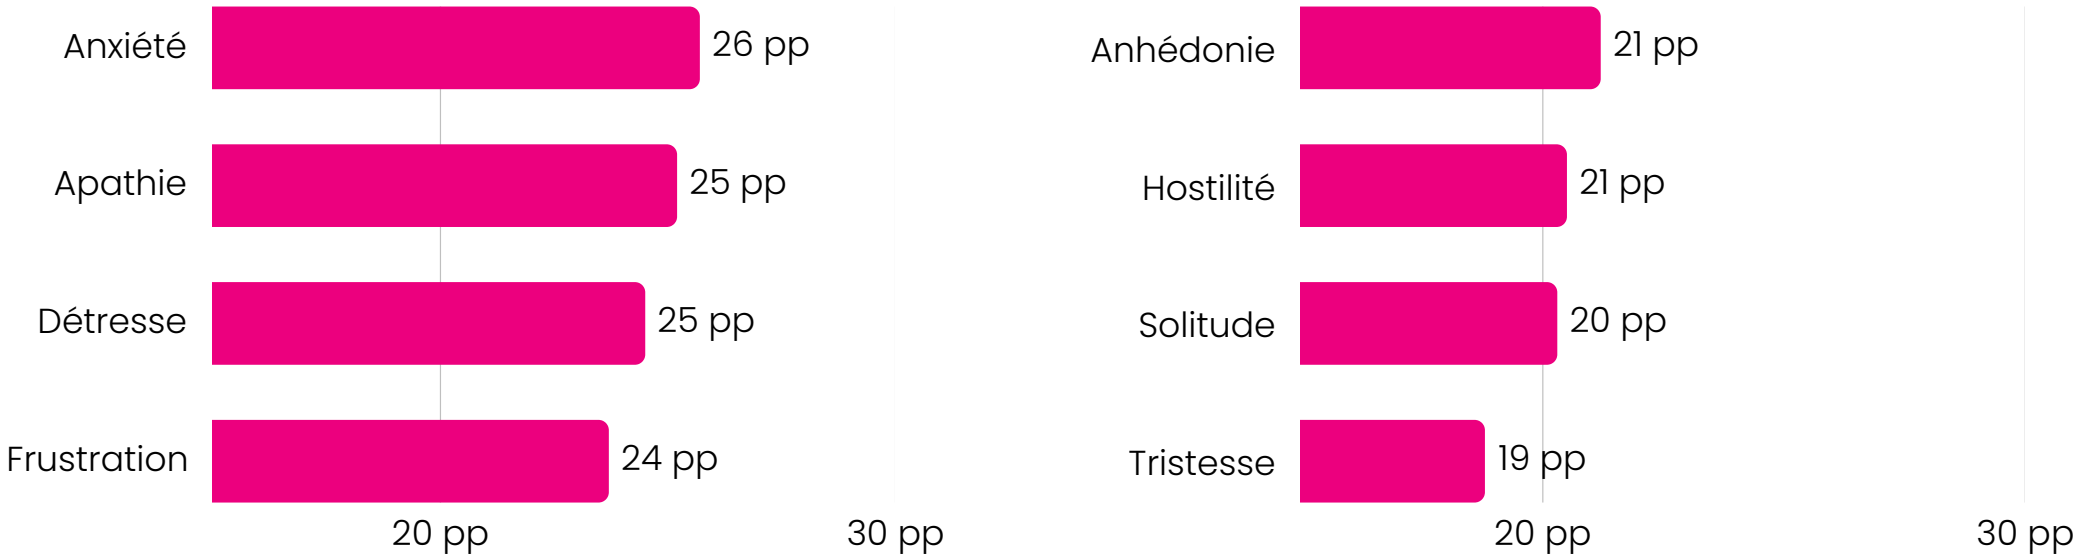 Anxiété 26 pp
Apathie 25 pp
Détresse 25 pp
Frustration 24 pp
20 pp 30 pp
Anhédonie 21 pp
Hostilité 21 pp
Solitude 20 pp
Tristesse 19 pp
20 pp 30 pp